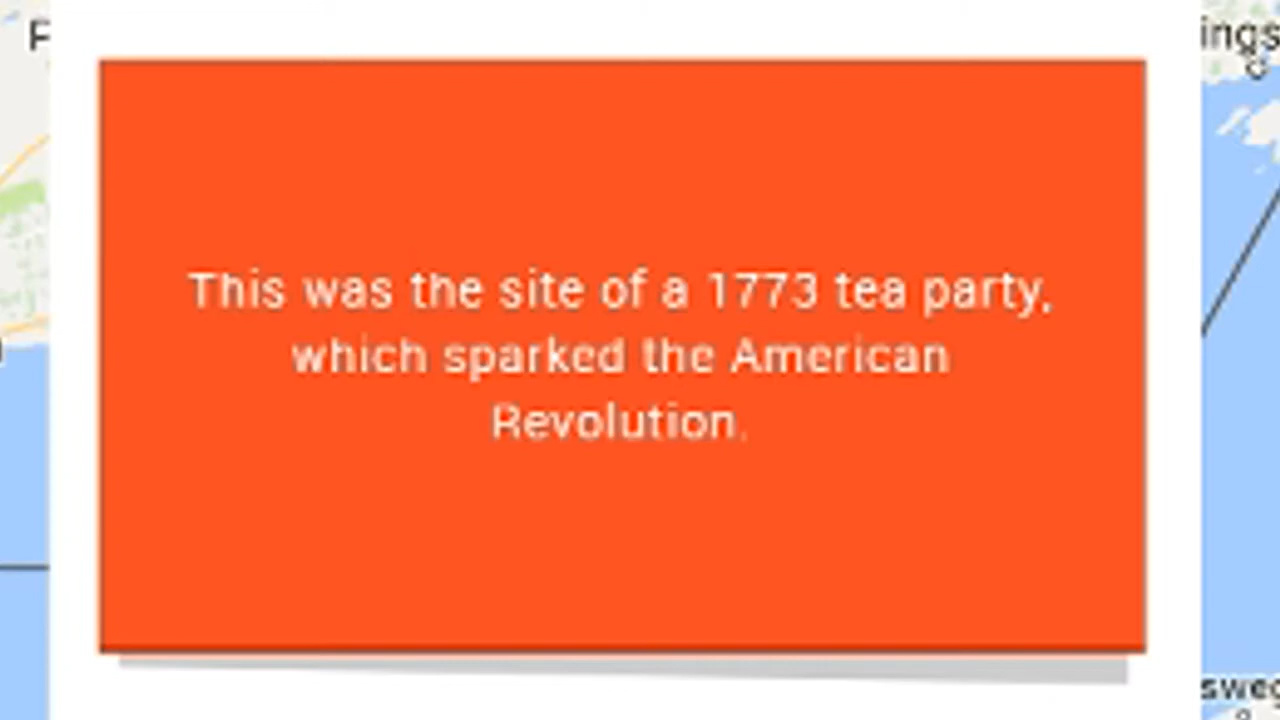 This was the site of a 1773 tea party,
which sparked the American
Revolution.